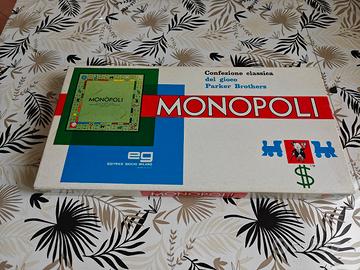 Confezione classica
del gioco
Parker Brothers
MONOPOLI
MONOPOLI
eg
EDITRICE GIOCHI MILANO
$
MONOPOLI